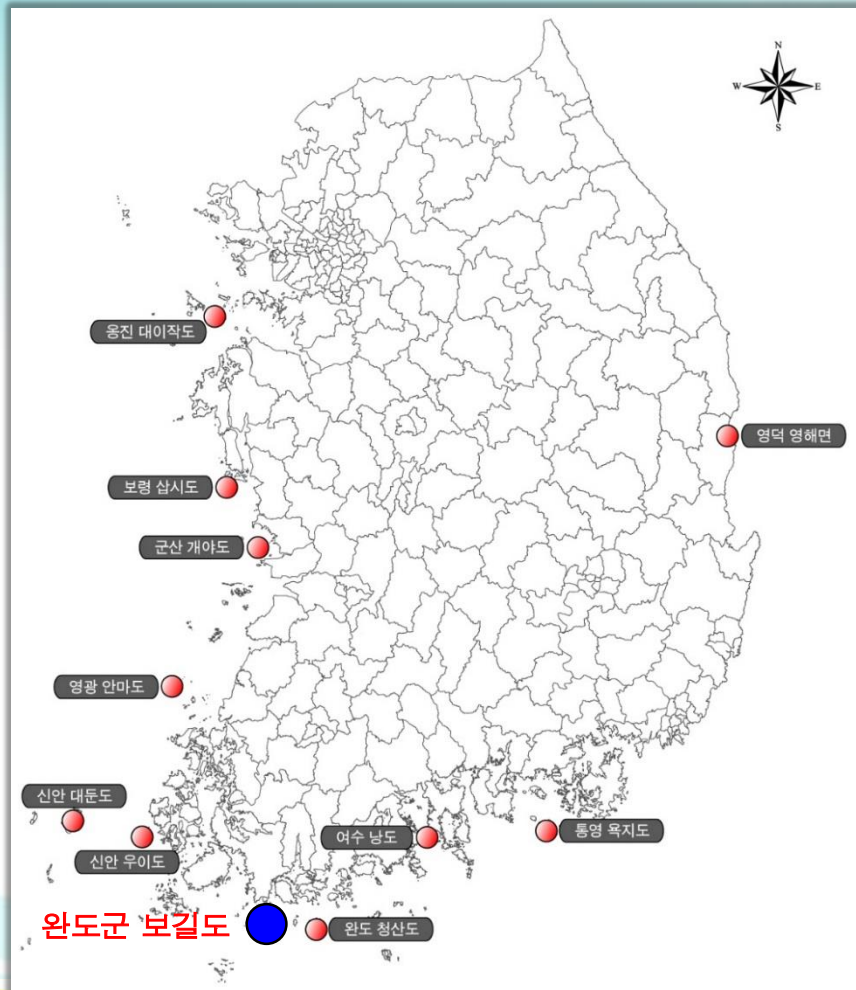 N
W
E
S
옹진 대이작도
영덕 영해면
보령 삽시도
군산 개야도
영광 안마도
신안 대둔도
신안 우이도
여수 낭도
통영 욕지도
완도군 보길도
완도 청산도